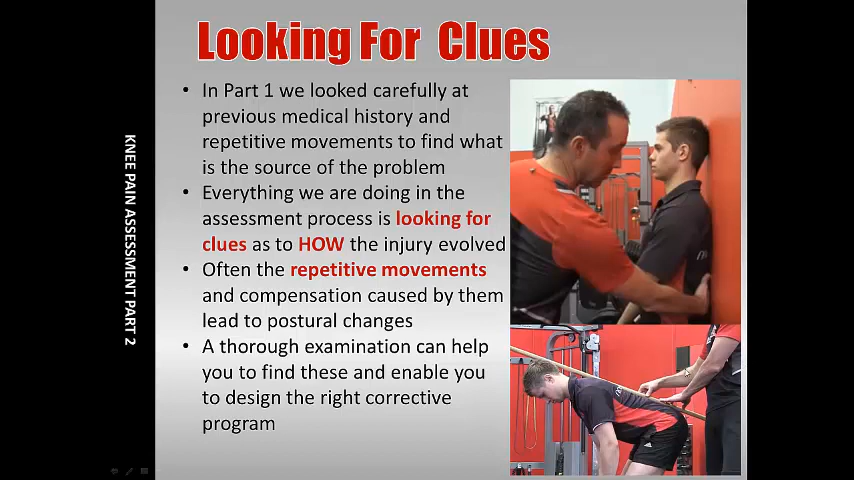 Looking For Clues
• In Part 1 we looked carefully at
previous medical history and
repetitive movements to find what
is the source of the problem
• Everything we are doing in the
assessment process is looking for
clues as to HOW the injury evolved
• Often the repetitive movements
and compensation caused by them
lead to postural changes
• A thorough examination can help
you to find these and enable you
to design the right corrective
program
KNEE PAIN ASSESSMENT PART 2